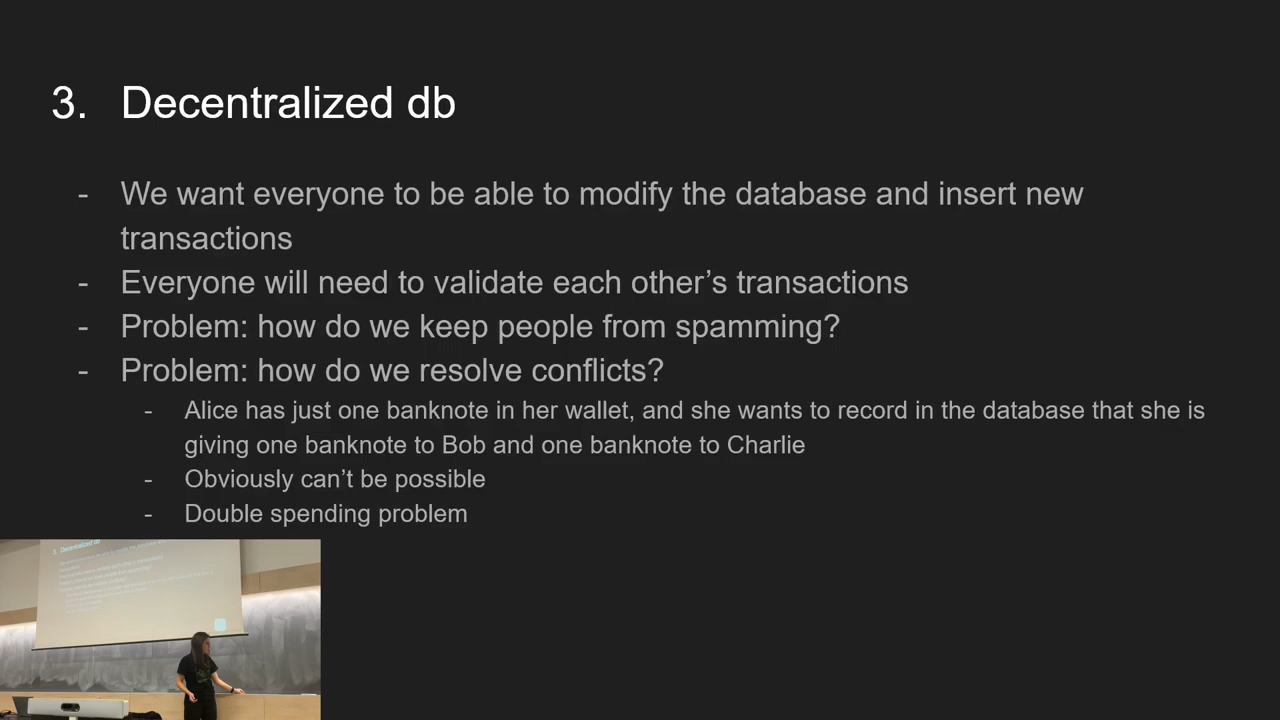 3. Decentralized db
- We want everyone to be able to modify the database and insert new
transactions
- Everyone will need to validate each other’s transactions
- Problem: how do we keep people from spamming?
- Problem: how do we resolve conflicts?
- Alice has just one banknote in her wallet, and she wants to record in the database that she is
giving one banknote to Bob and one banknote to Charlie
- Obviously can’t be possible
- Double spending problem
3. Decentralized db